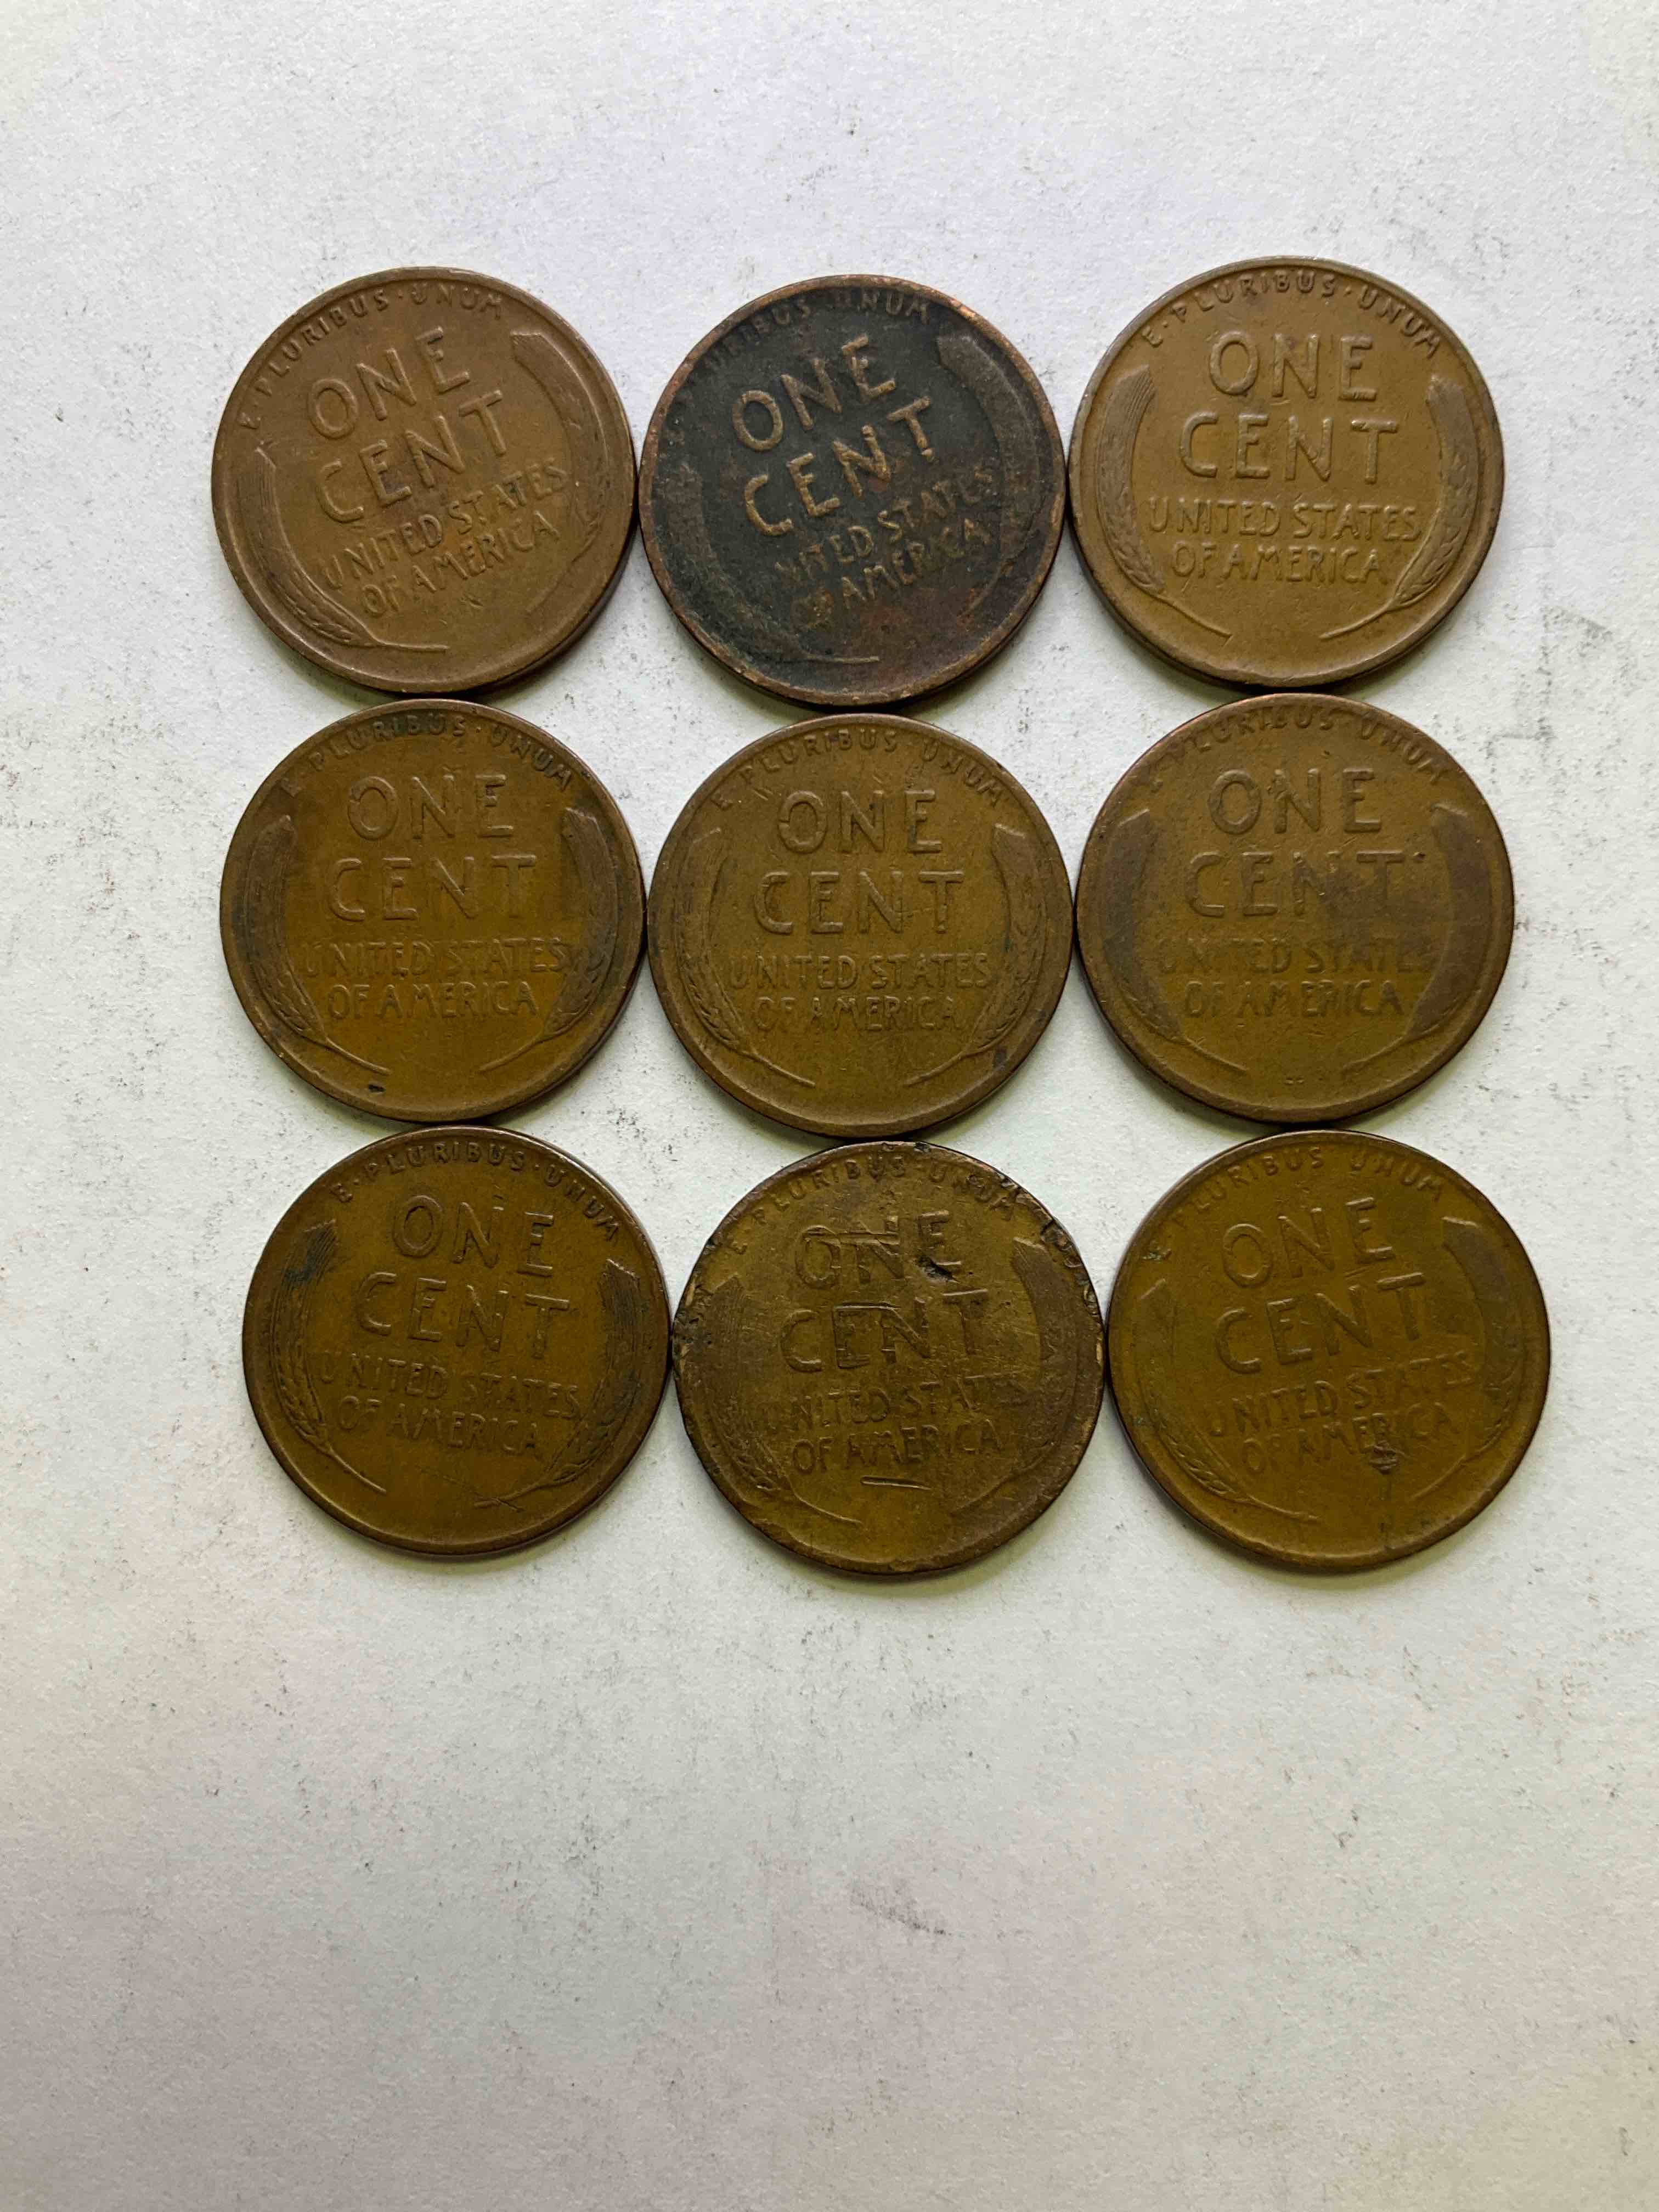 E·PLURIBUS·UNUM
ONE
CENT
UNITED STATES
OF AMERICA
PLURIBUS·UNUM
ONE
CENT
UNITED STATES
OF AMERICA
E·PLURIBUS·UNUM
ONE
CENT
UNITED STATES
OF AMERICA
E·PLURIBUS·UNUM
ONE
CENT
UNITED STATES
OF AMERICA
E·PLURIBUS·UNUM
ONE
CENT
UNITED STATES
OF AMERICA
E·PLURIBUS·UNUM
ONE
CENT
UNITED STATES
OF AMERICA
E·PLURIBUS·UNUM
ONE
CENT
UNITED STATES
OF AMERICA
E·PLURIBUS·UNUM
ONE
CENT
UNITED STATES
OF AMERICA
E·PLURIBUS UNUM
ONE
CENT
UNITED STATES
OF AMERICA